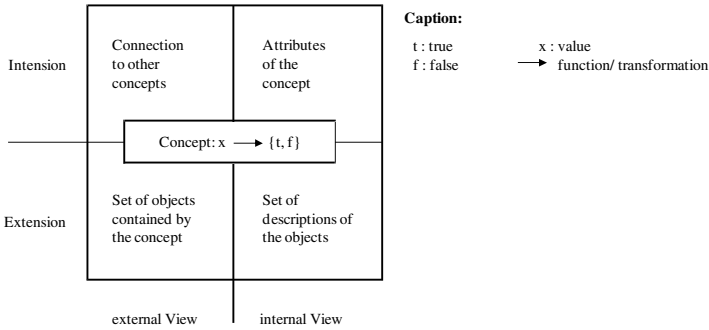 Caption:
t : true
f : false
x : value
function/ transformation
Intension
Connection
to other
concepts
Attributes
of the
concept
Concept: x {t, f}
Extension
Set of objects
contained by
the concept
Set of
descriptions of
the objects
external View
internal View